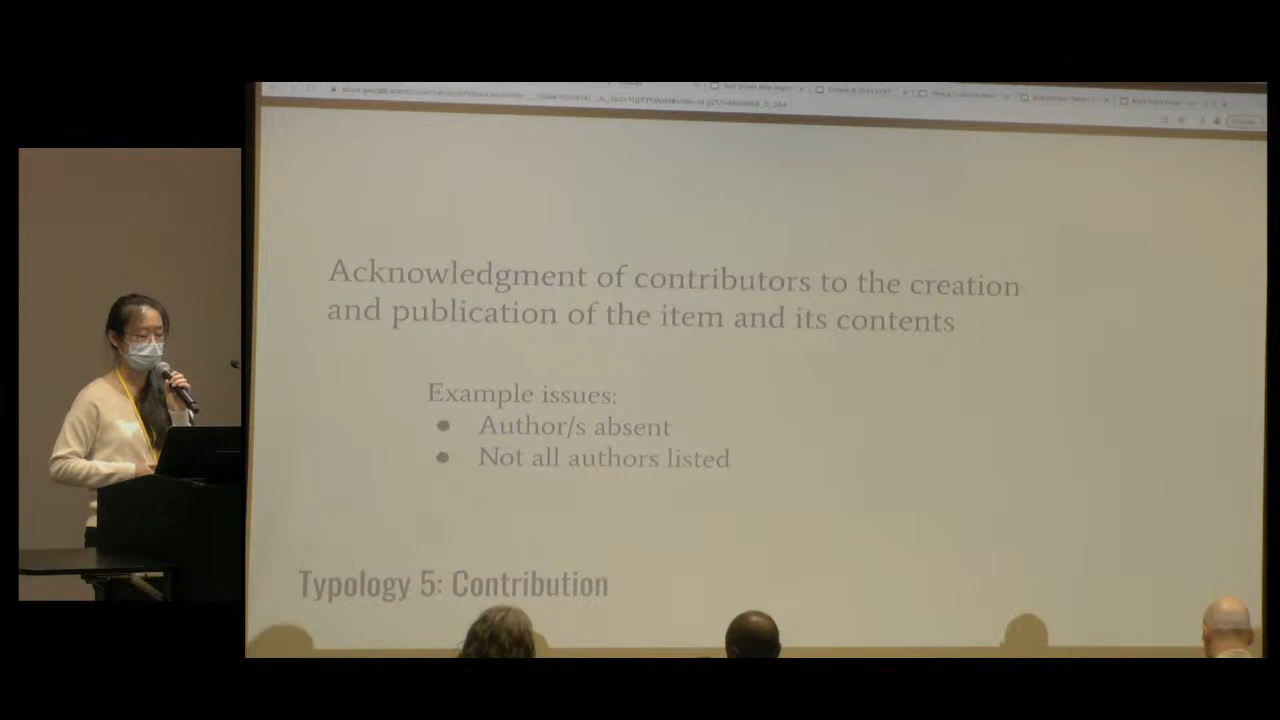 Acknowledgment of contributors to the creation
and publication of the item and its contents
Example issues:
● Author/s absent
● Not all authors listed
Typology 5: Contribution